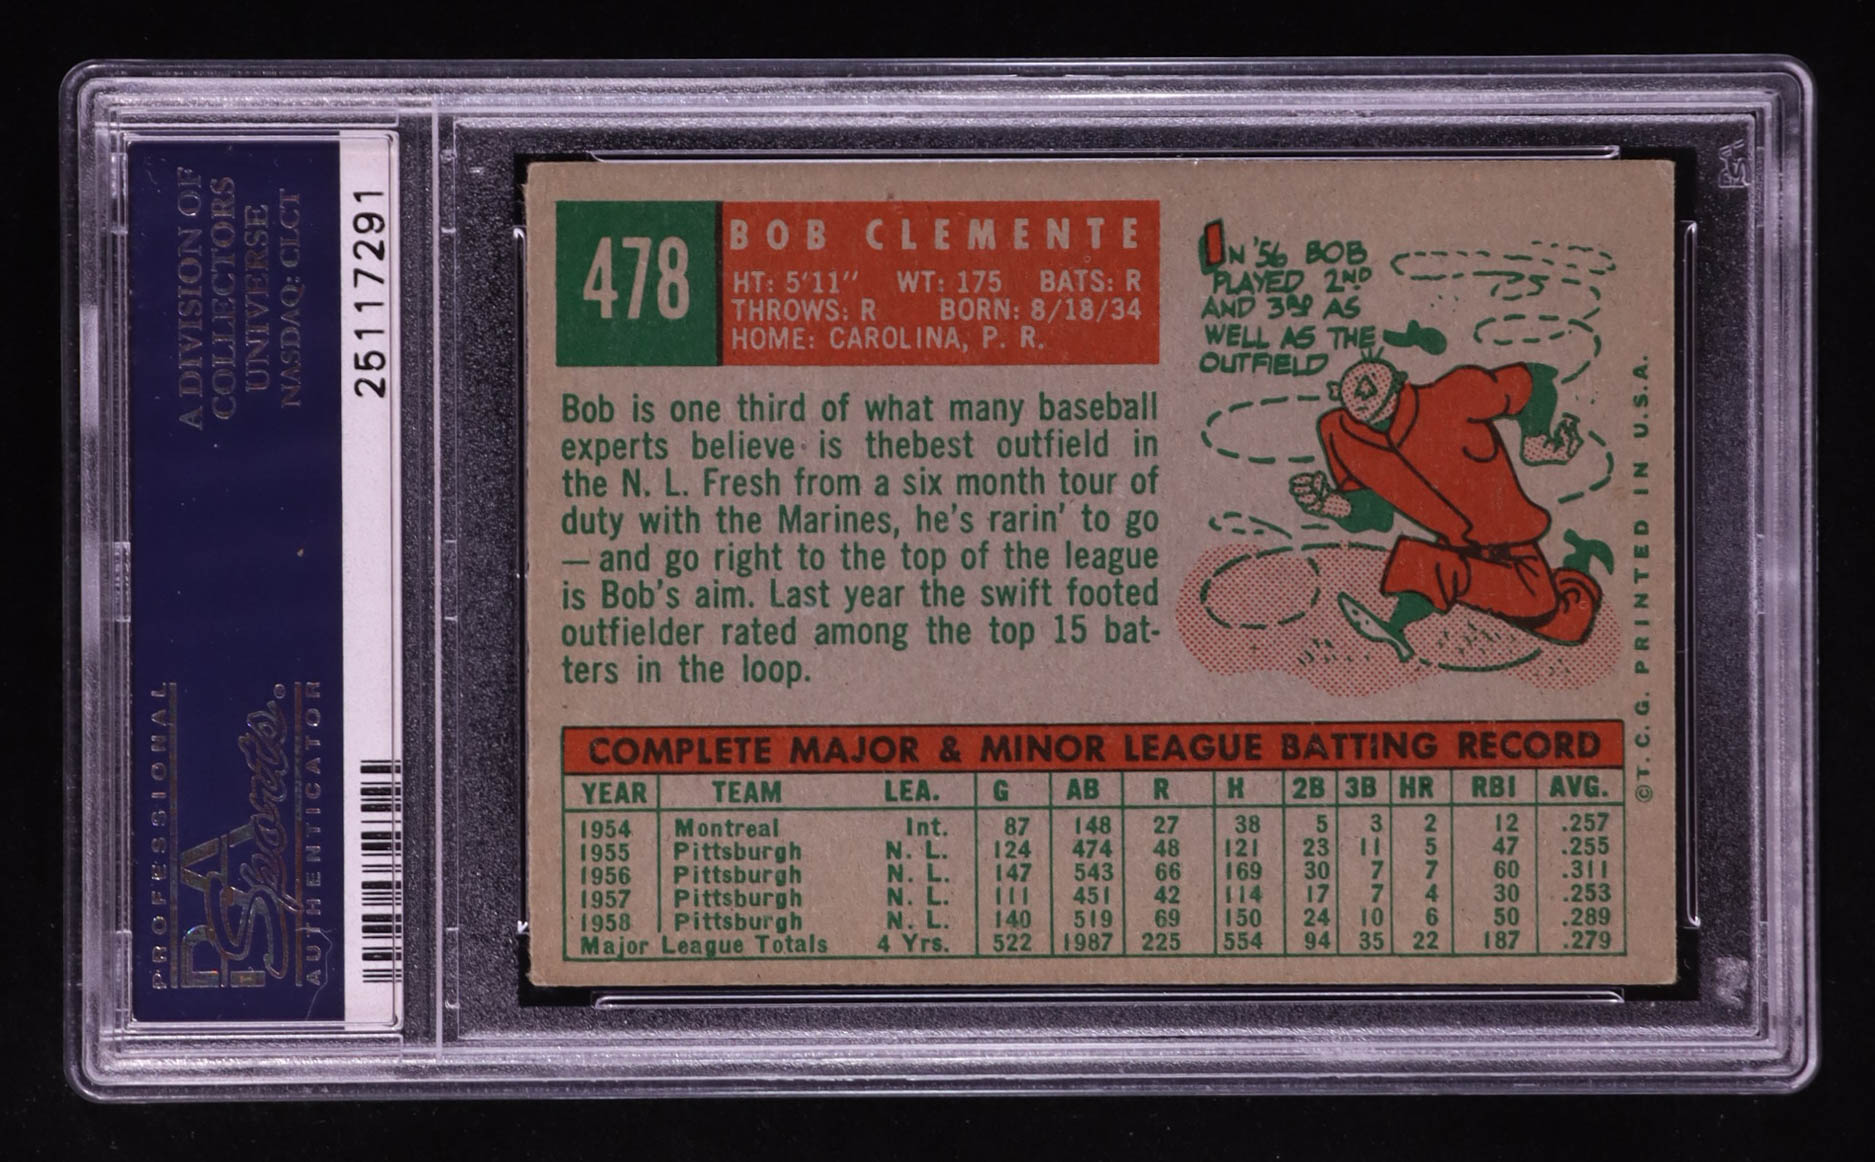 A DIVISION OF
COLLECTORS
UNIVERSE
NASDAQ: CLCT
25117291
PROFESSIONAL
PSA
Sports
AUTHENTICATOR
PSA
478
BOB CLEMENTE
HT: 5'11" WT: 175 BATS: R
THROWS: R BORN: 8/18/34
HOME: CAROLINA, P. R.
Bob is one third of what many baseball
experts believe is thebest outfield in
the N. L. Fresh from a six month tour of
duty with the Marines, he's rarin' to go
— and go right to the top of the league
is Bob's aim. Last year the swift footed
outfielder rated among the top 15 bat-
ters in the loop.
IN '56 BOB
PLAYED 2ND
AND 3RD AS
WELL AS THE
OUTFIELD
COMPLETE MAJOR & MINOR LEAGUE BATTING RECORD
YEAR TEAM LEA. G AB R H 2B 3B HR RBI AVG.
1954 Montreal Int. 87 148 27 38 5 3 2 12 .257
1955 Pittsburgh N. L. 124 474 48 121 23 11 5 47 .255
1956 Pittsburgh N. L. 147 543 66 169 30 7 7 60 .311
1957 Pittsburgh N. L. 111 451 42 114 17 7 4 30 .253
1958 Pittsburgh N. L. 140 519 69 150 24 10 6 50 .289
Major League Totals 4 Yrs. 522 1987 225 554 94 35 22 187 .279
©T. C. G. PRINTED IN U.S.A.